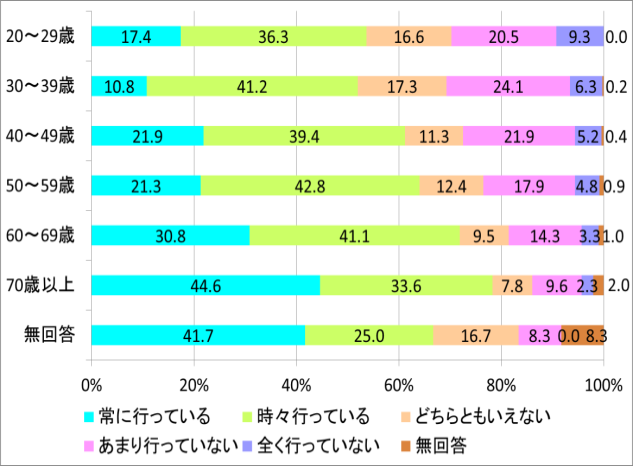 20～29歳 17.4 36.3 16.6 20.5 9.3 0.0
30～39歳 10.8 41.2 17.3 24.1 6.3 0.2
40～49歳 21.9 39.4 11.3 21.9 5.2 0.4
50～59歳 21.3 42.8 12.4 17.9 4.8 0.9
60～69歳 30.8 41.1 9.5 14.3 3.3 1.0
70歳以上 44.6 33.6 7.8 9.6 2.3 2.0
無回答 41.7 25.0 16.7 8.3 0.0 8.3
0% 20% 40% 60% 80% 100%
常に行っている 時々行っている どちらともいえない
あまり行っていない 全く行っていない 無回答